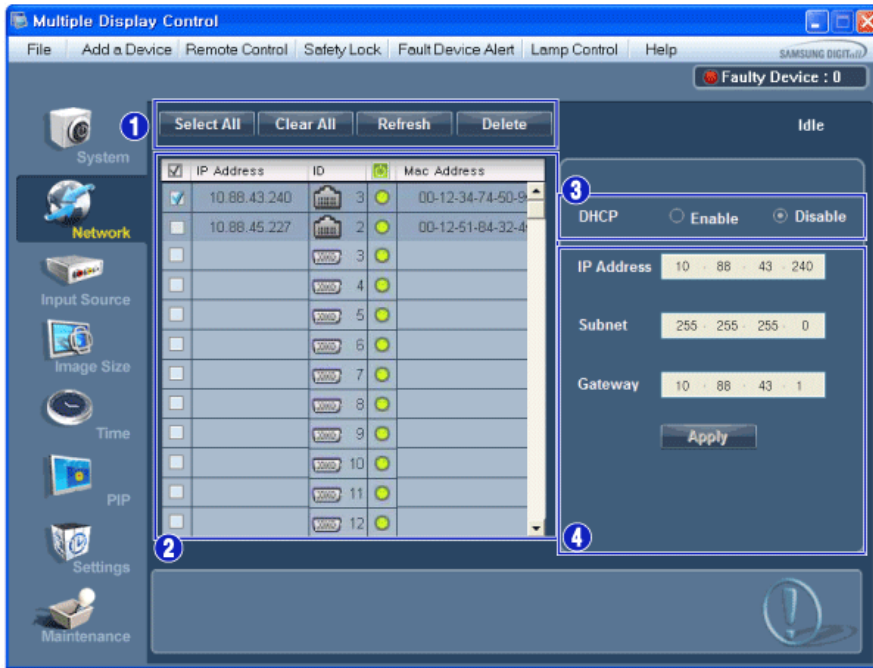 Multiple Display Control
File Add a Device Remote Control Safety Lock Fault Device Alert Lamp Control Help SAMSUNG DIGITall
Faulty Device : 0
1 Select All Clear All Refresh Delete Idle
System
Network
Input Source
Image Size
Time
PIP
Settings
Maintenance
IP Address ID Mac Address
10.88.43.240 3 00-12-34-74-50-9
10.88.45.227 2 00-12-51-84-32-4
3
4
5
6
7
8
9
10
11
12
2
3
DHCP Enable Disable
IP Address 10 . 88 . 43 . 240
Subnet 255 . 255 . 255 . 0
Gateway 10 . 88 . 43 . 1
Apply
4